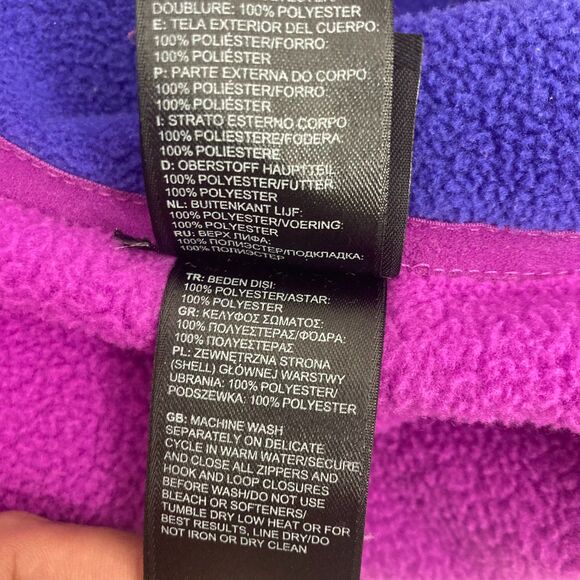 DOUBLURE: 100% POLYESTER
E: TELA EXTERIOR DEL CUERPO:
100% POLIÉSTER/FORRO:
100% POLIÉSTER
P: PARTE EXTERNA DO CORPO:
100% POLIÉSTER/FORRO
100% POLIÉSTER
I: STRATO ESTERNO CORPO
100% POLIESTERE/FODERA:
100% POLIESTERE
D: OBERSTOFF HAUPTTEIL:
100% POLYESTER/FUTTER:
100% POLYESTER
NL: BUITENKANT LIJF:
100% POLYESTER/VOERING:
100% POLYESTER
RU: ВЕРХ ЛИФА:
100% ПОЛИЭСТЕР/ПОДКЛАДКА:
100% ПОЛИЭСТЕР
TR: BEDEN DIŞI:
100% POLYESTER/ASTAR:
100% POLYESTER
GR: ΚΕΛΥΦΟΣ ΣΩΜΑΤΟΣ:
100% ΠΟΛΥΕΣΤΕΡΑΣ/ΦΌΔΡΑ:
100% ΠΟΛΥΕΣΤΕΡΑΣ
PL: ZEWNĘTRZNA STRONA
(SHELL) GŁÓWNEJ WARSTWY
UBRANIA: 100% POLYESTER/
PODSZEWKA: 100% POLYESTER
GB: MACHINE WASH
SEPARATELY ON DELICATE
CYCLE IN WARM WATER/SECURE
AND CLOSE ALL ZIPPERS AND
HOOK AND LOOP CLOSURES
BEFORE WASH/DO NOT USE
BLEACH OR SOFTENERS/
TUMBLE DRY LOW HEAT OR FOR
BEST RESULTS, LINE DRY/DO
NOT IRON OR DRY CLEAN